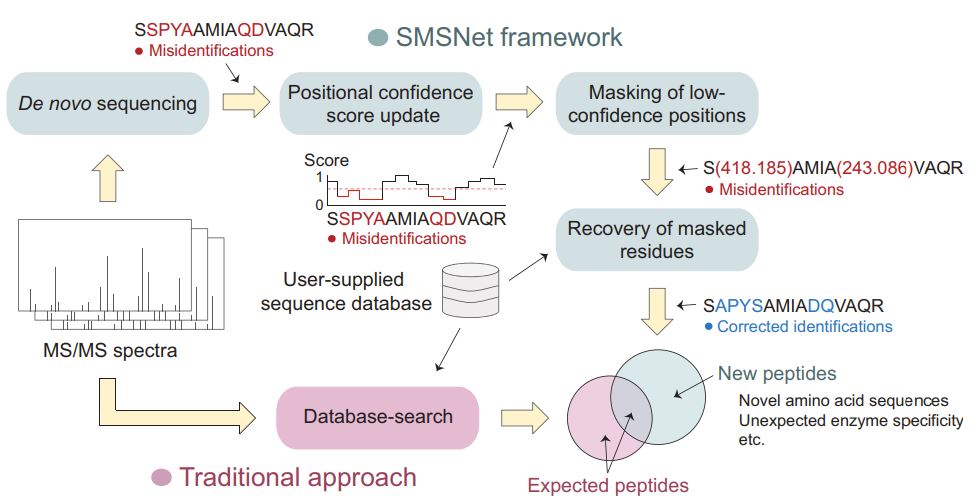 SSPYAAMIAQDVAQR
● Misidentifications
● SMSNet framework
De novo sequencing
Positional confidence
score update
Masking of low-
confidence positions
Score
1
0
SSPYAAMIAQDVAQR
● Misidentifications
S(418.185)AMIA(243.086)VAQR
● Misidentifications
Recovery of masked
residues
User-supplied
sequence database
SAPYSAMIADQVAQR
● Corrected identifications
MS/MS spectra
New peptides
Novel amino acid sequences
Unexpected enzyme specificity
etc.
Database-search
● Traditional approach
Expected peptides